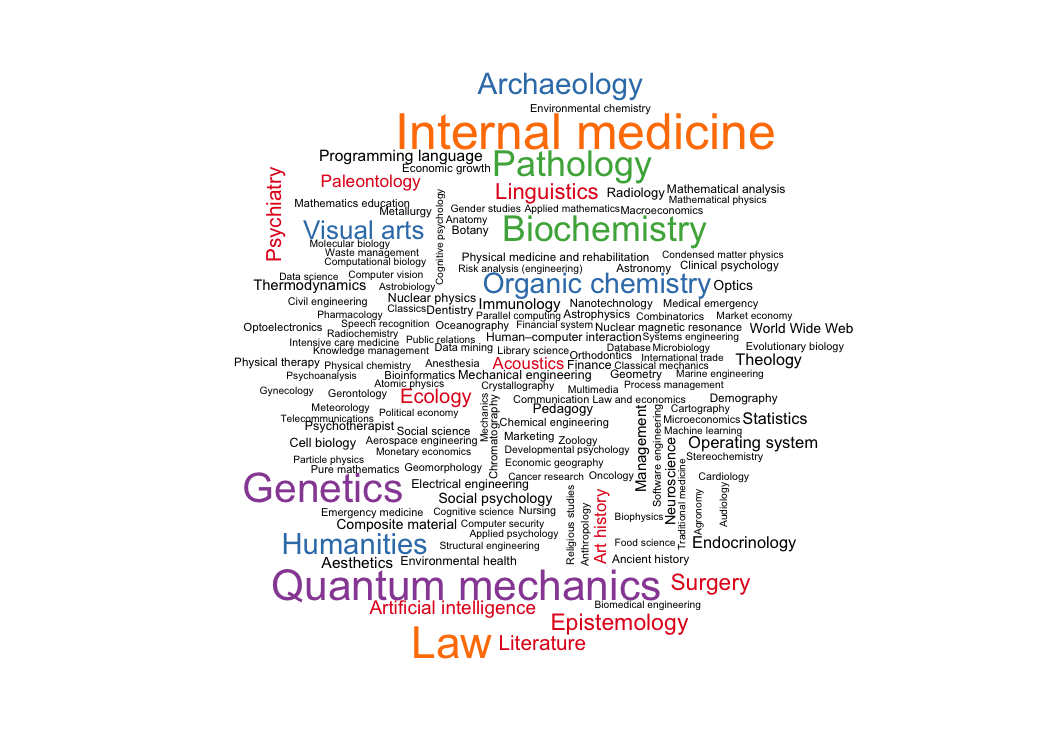 Archaeology
Environmental chemistry
Internal medicine
Programming language
Pathology
Economic growth
Psychiatry
Paleontology
Linguistics
Radiology
Mathematical analysis
Mathematical physics
Mathematics education
Metallurgy
Cognitive psychology
Gender studies
Applied mathematics
Macroeconomics
Anatomy
Botany
Visual arts
Biochemistry
Molecular biology
Waste management
Computational biology
Physical medicine and rehabilitation
Condensed matter physics
Risk analysis (engineering)
Astronomy
Clinical psychology
Data science
Computer vision
Thermodynamics
Astrobiology
Organic chemistry
Optics
Civil engineering
Nuclear physics
Immunology
Nanotechnology
Medical emergency
Classics
Dentistry
Pharmacology
Parallel computing
Astrophysics
Combinatorics
Market economy
Optoelectronics
Speech recognition
Oceanography
Financial system
Nuclear magnetic resonance
World Wide Web
Radiochemistry
Public relations
Human–computer interaction
Systems engineering
Intensive care medicine
Knowledge management
Data mining
Library science
Database
Microbiology
Evolutionary biology
Orthodontics
International trade
Theology
Physical therapy
Physical chemistry
Anesthesia
Acoustics
Finance
Classical mechanics
Psychoanalysis
Bioinformatics
Mechanical engineering
Geometry
Marine engineering
Atomic physics
Crystallography
Multimedia
Process management
Gynecology
Gerontology
Ecology
Communication
Law and economics
Demography
Meteorology
Political economy
Mechanics
Chromatography
Pedagogy
Management
Software engineering
Cartography
Telecommunications
Psychotherapist
Social science
Chemical engineering
Microeconomics
Statistics
Machine learning
Cell biology
Aerospace engineering
Marketing
Zoology
Operating system
Monetary economics
Developmental psychology
Neuroscience
Stereochemistry
Particle physics
Pure mathematics
Geomorphology
Economic geography
Traditional medicine
Cancer research
Oncology
Cardiology
Genetics
Electrical engineering
Social psychology
Religious studies
Anthropology
Art history
Agronomy
Audiology
Emergency medicine
Cognitive science
Nursing
Biophysics
Composite material
Computer security
Applied psychology
Humanities
Structural engineering
Food science
Endocrinology
Aesthetics
Environmental health
Ancient history
Quantum mechanics
Surgery
Artificial intelligence
Biomedical engineering
Epistemology
Law
Literature